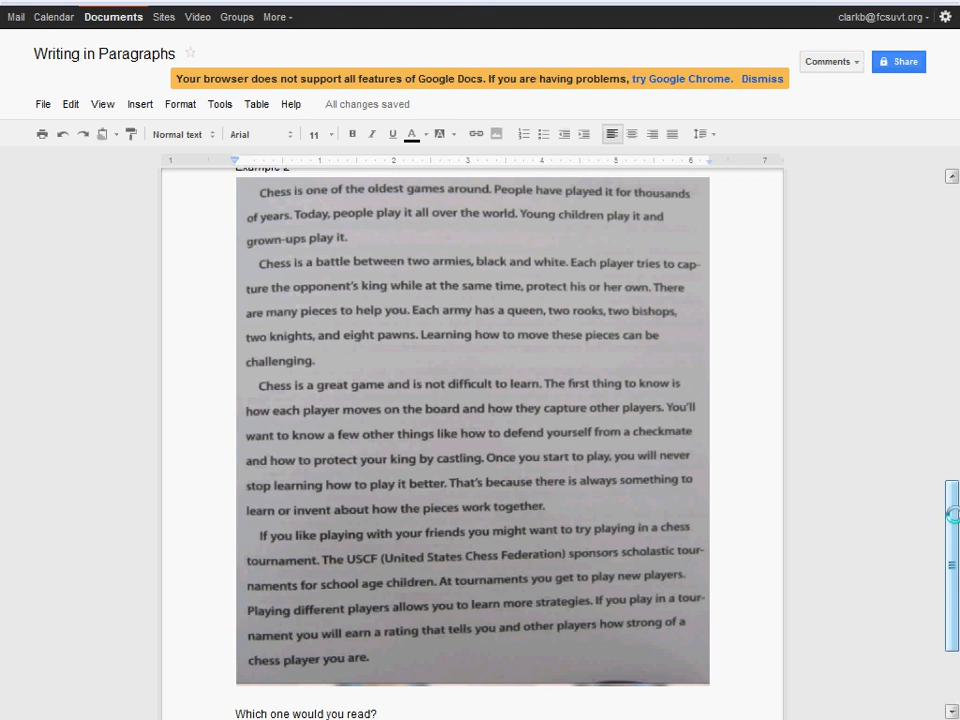 Mail Calendar Documents Sites Video Groups More clarkb@fcsuvt.org
Writing in Paragraphs
Comments Share
Your browser does not support all features of Google Docs. If you are having problems, try Google Chrome. Dismiss
File Edit View Insert Format Tools Table Help All changes saved
Normal text Arial 11 B I U A A
1 1 2 3 4 5 6 7
Example 2
Chess is one of the oldest games around. People have played it for thousands
of years. Today, people play it all over the world. Young children play it and
grown-ups play it.
Chess is a battle between two armies, black and white. Each player tries to cap-
ture the opponent's king while at the same time, protect his or her own. There
are many pieces to help you. Each army has a queen, two rooks, two bishops,
two knights, and eight pawns. Learning how to move these pieces can be
challenging.
Chess is a great game and is not difficult to learn. The first thing to know is
how each player moves on the board and how they capture other players. You'll
want to know a few other things like how to defend yourself from a checkmate
and how to protect your king by castling. Once you start to play, you will never
stop learning how to play it better. That's because there is always something to
learn or invent about how the pieces work together.
If you like playing with your friends you might want to try playing in a chess
tournament. The USCF (United States Chess Federation) sponsors scholastic tour-
naments for school age children. At tournaments you get to play new players.
Playing different players allows you to learn more strategies. If you play in a tour-
nament you will earn a rating that tells you and other players how strong of a
chess player you are.
Which one would you read?